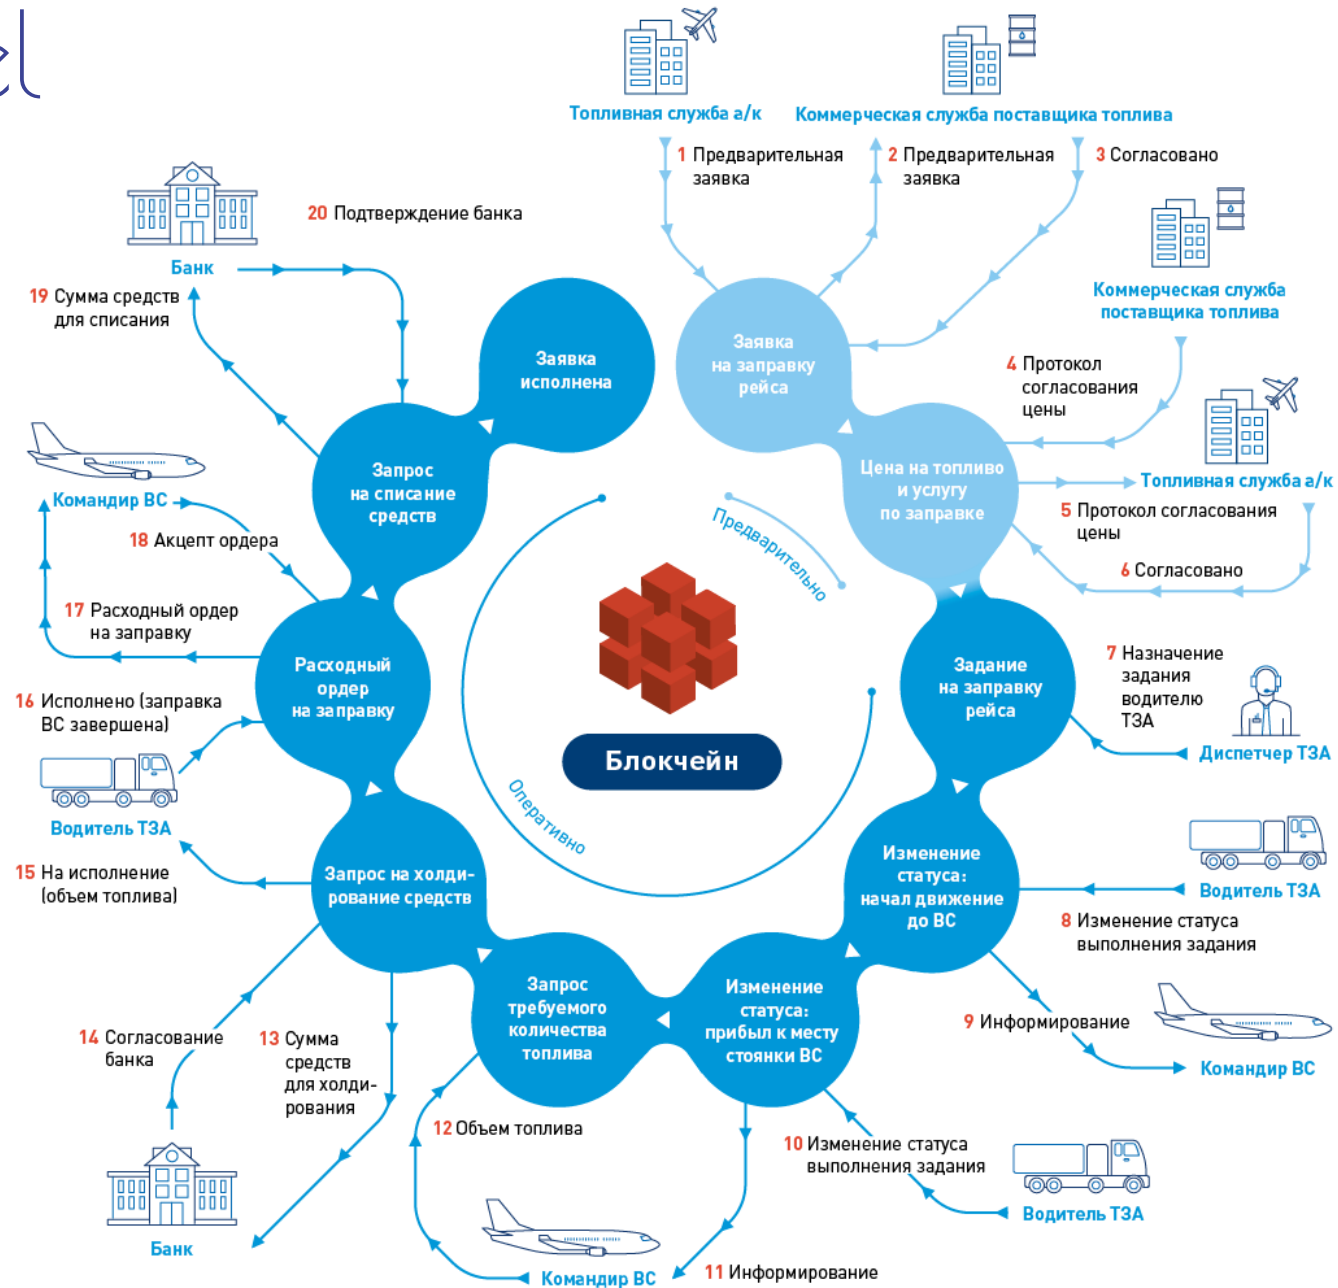 el
Топливная служба а/к
Коммерческая служба поставщика топлива
1 Предварительная
заявка
2 Предварительная
заявка
3 Согласовано
Коммерческая служба
поставщика топлива
4 Протокол
согласования
цены
Топливная служба а/к
5 Протокол согласования
цены
6 Согласовано
7 Назначение
задания
водителю
ТЗА
Диспетчер ТЗА
Водитель ТЗА
8 Изменение статуса
выполнения задания
9 Информирование
Командир ВС
10 Изменение статуса
выполнения задания
Водитель ТЗА
11 Информирование
Командир ВС
12 Объем топлива
13 Сумма
средств
для холди-
рования
14 Согласование
банка
Банк
15 На исполнение
(объем топлива)
Водитель ТЗА
16 Исполнено (заправка
ВС завершена)
17 Расходный ордер
на заправку
18 Акцепт ордера
Командир ВС
19 Сумма средств
для списания
Банк
20 Подтверждение банка
Заявка
на заправку
рейса
Цена на топливо
и услугу
по заправке
Задание
на заправку
рейса
Изменение
статуса:
начал движение
до ВС
Изменение
статуса:
прибыл к месту
стоянки ВС
Запрос
требуемого
количества
топлива
Запрос на холди-
рование средств
Расходный
ордер
на заправку
Запрос
на списание
средств
Заявка
исполнена
Предварительно
Оперативно
Блокчейн